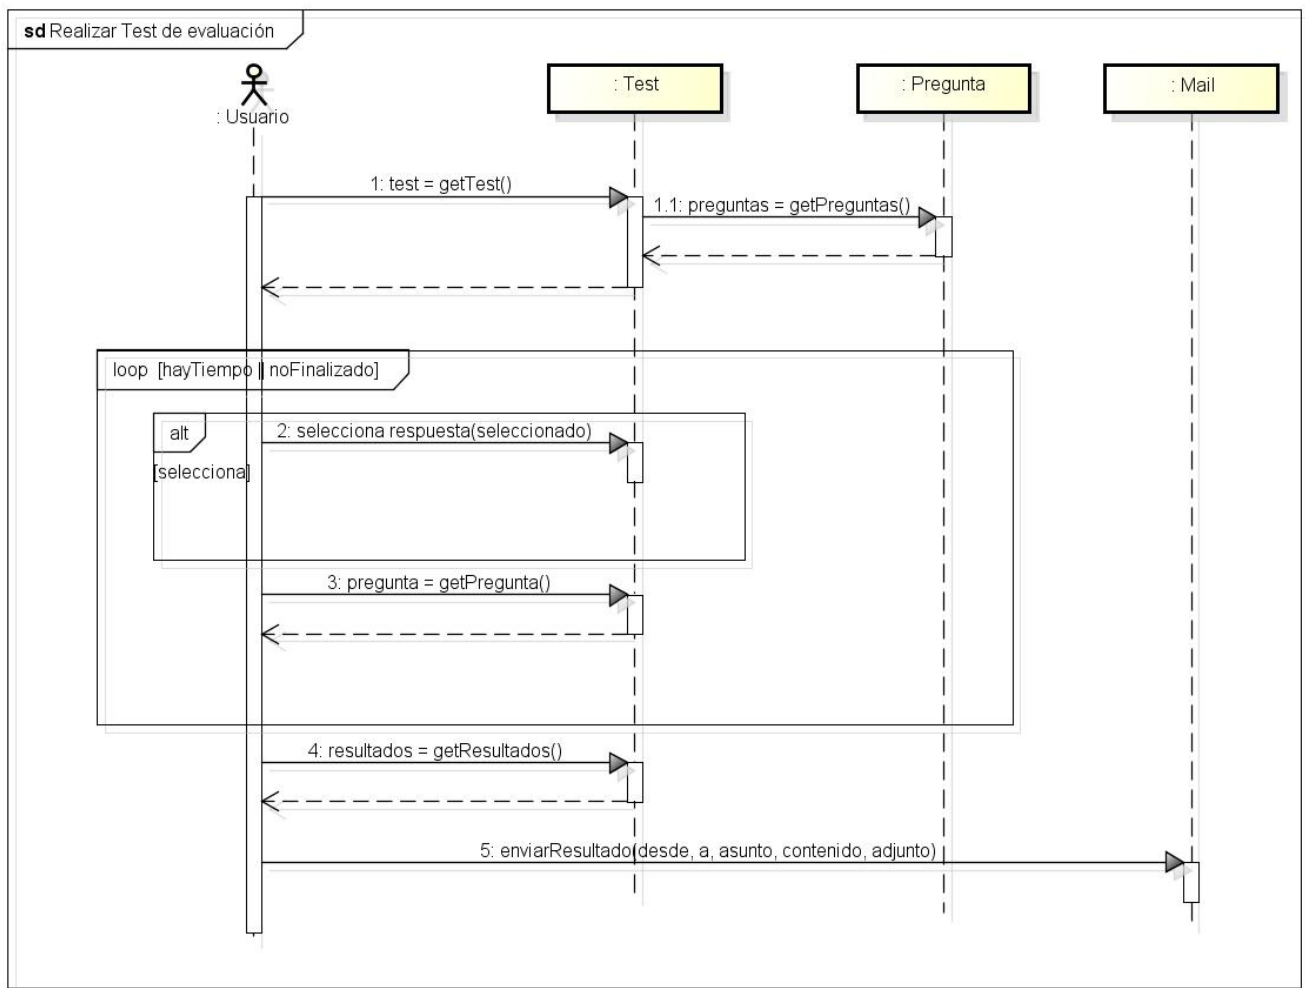 sd Realizar Test de evaluación
: Usuario
: Test
: Pregunta
: Mail
1: test = getTest()
1.1: preguntas = getPreguntas()
loop [hayTiempo || noFinalizado]
alt
2: selecciona respuesta(seleccionado)
[selecciona]
3: pregunta = getPregunta()
4: resultados = getResultados()
5: enviarResultado(desde, a, asunto, contenido, adjunto)